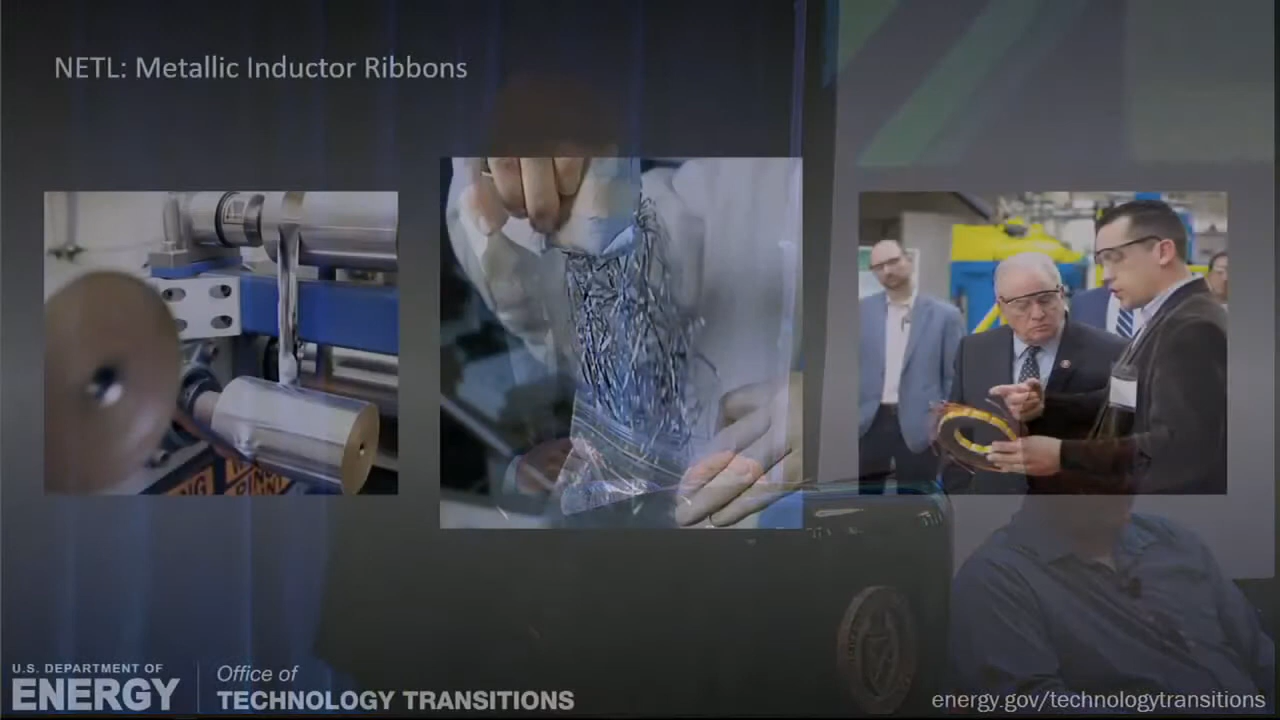 NETL: Metallic Inductor Ribbons
U.S. DEPARTMENT OF
ENERGY
Office of
TECHNOLOGY TRANSITIONS
energy.gov/technologytransitions